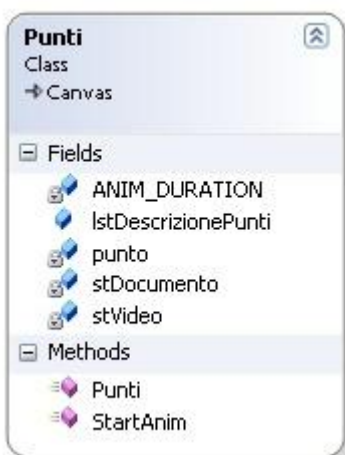 Punti
Class
Canvas
Fields
ANIM_DURATION
lstDescrizionePunti
punto
stDocumento
stVideo
Methods
Punti
StartAnim